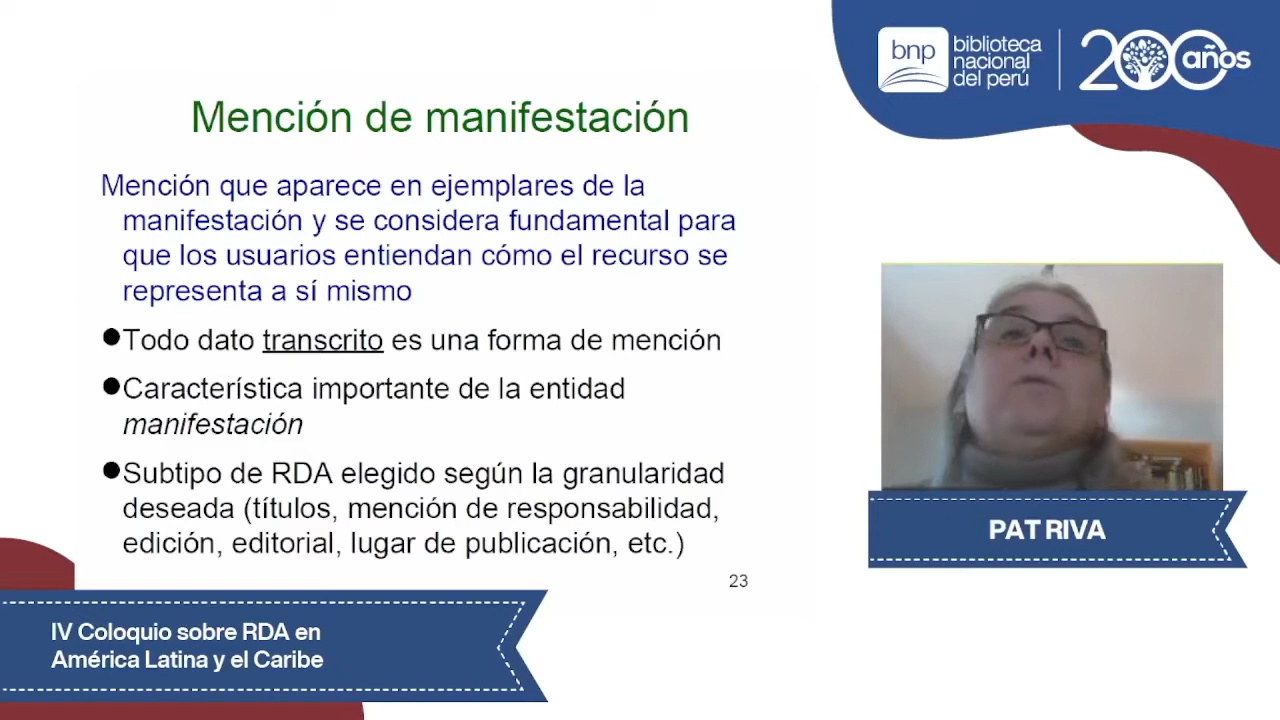 bnp
biblioteca
nacional
del perú
200 años
Mención de manifestación
Mención que aparece en ejemplares de la
manifestación y se considera fundamental para
que los usuarios entiendan cómo el recurso se
representa a sí mismo
●Todo dato transcrito es una forma de mención
●Característica importante de la entidad
manifestación
●Subtipo de RDA elegido según la granularidad
deseada (títulos, mención de responsabilidad,
edición, editorial, lugar de publicación, etc.)
23
PAT RIVA
IV Coloquio sobre RDA en
América Latina y el Caribe